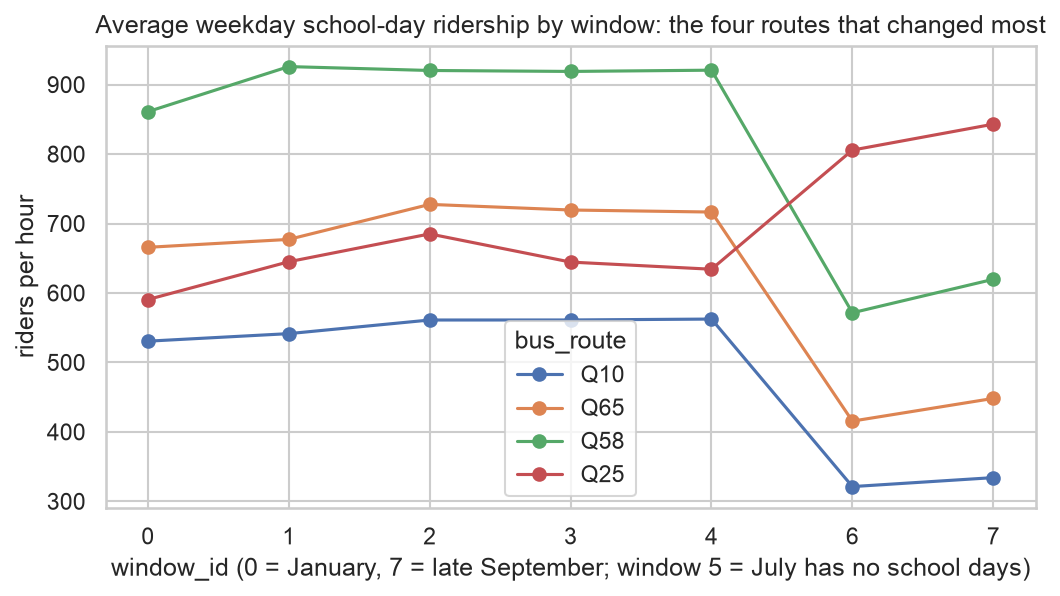 Average weekday school-day ridership by window: the four routes that changed most
riders per hour
900
800
700
600
500
400
300
bus_route
Q10
Q65
Q58
Q25
0 1 2 3 4 6 7
window_id (0 = January, 7 = late September; window 5 = July has no school days)